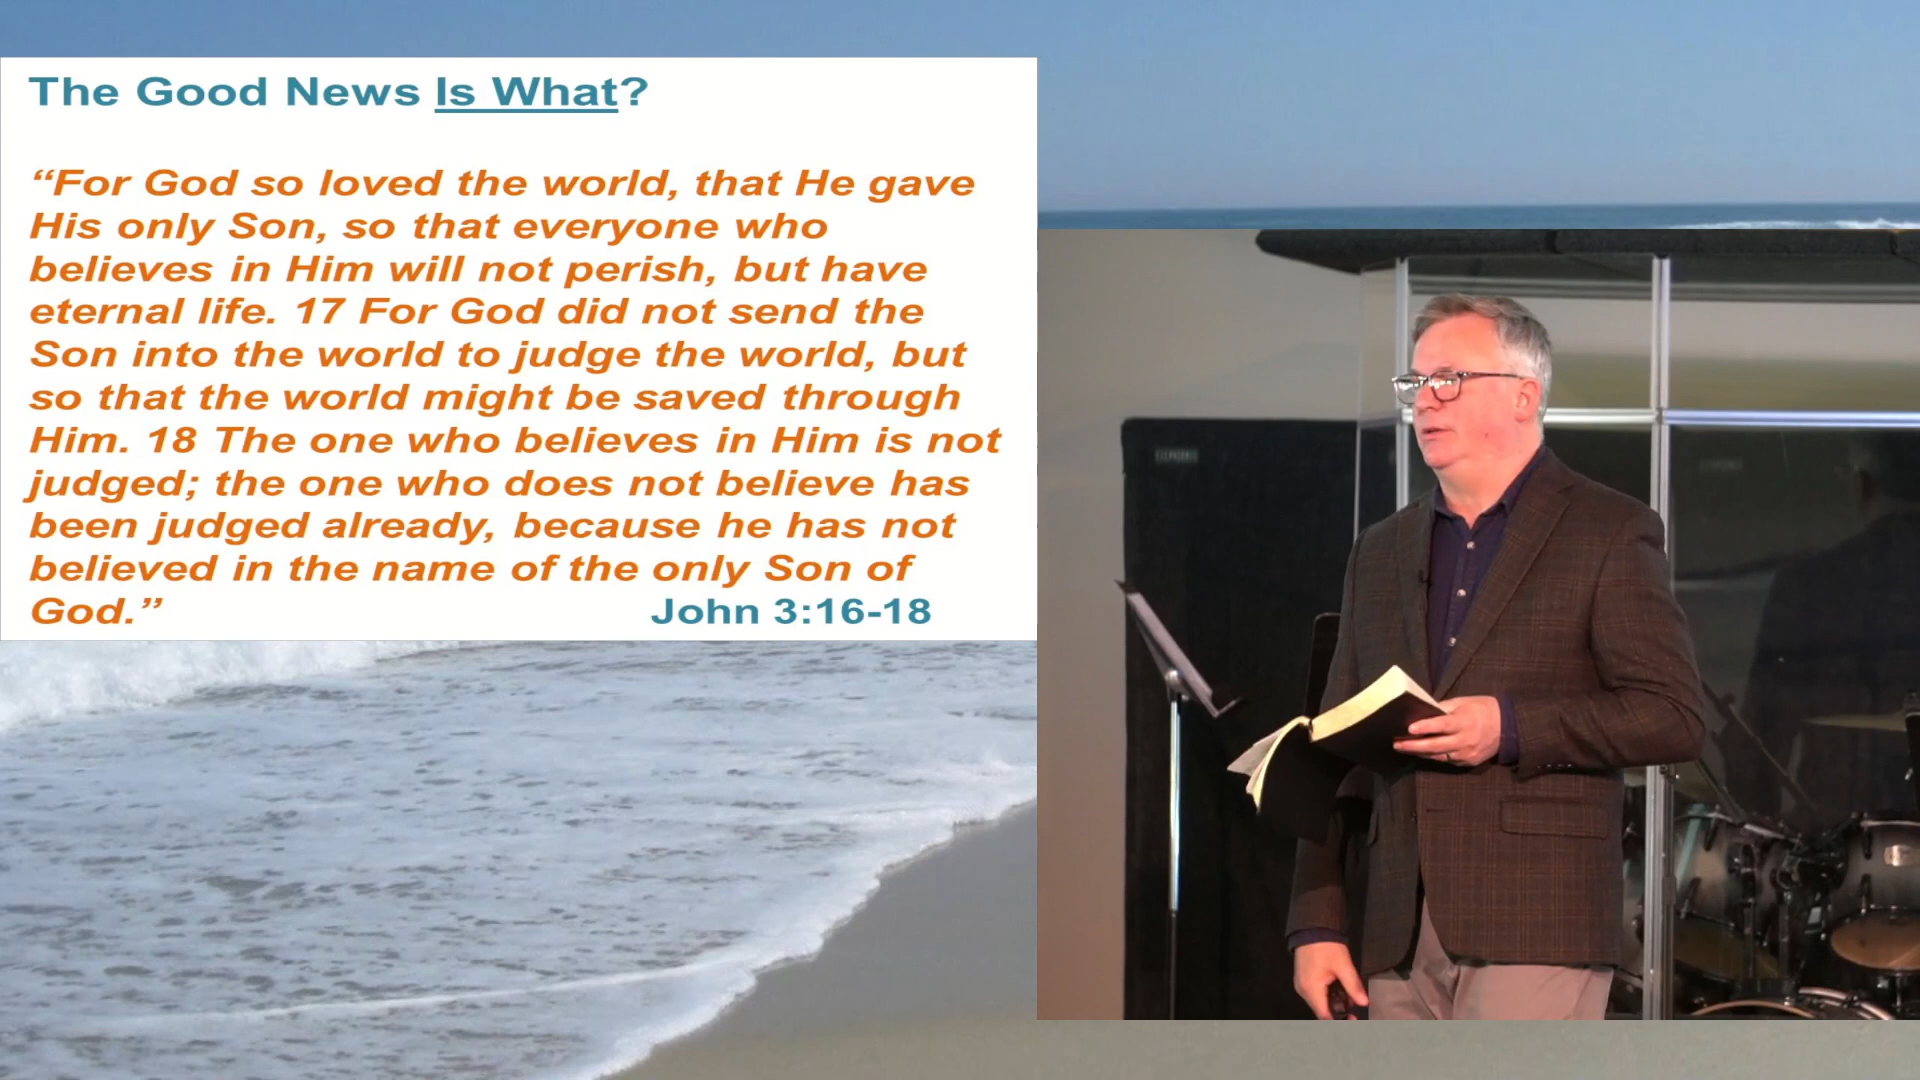 The Good News Is What?
“For God so loved the world, that He gave
His only Son, so that everyone who
believes in Him will not perish, but have
eternal life. 17 For God did not send the
Son into the world to judge the world, but
so that the world might be saved through
Him. 18 The one who believes in Him is not
judged; the one who does not believe has
been judged already, because he has not
believed in the name of the only Son of
God.” John 3:16-18